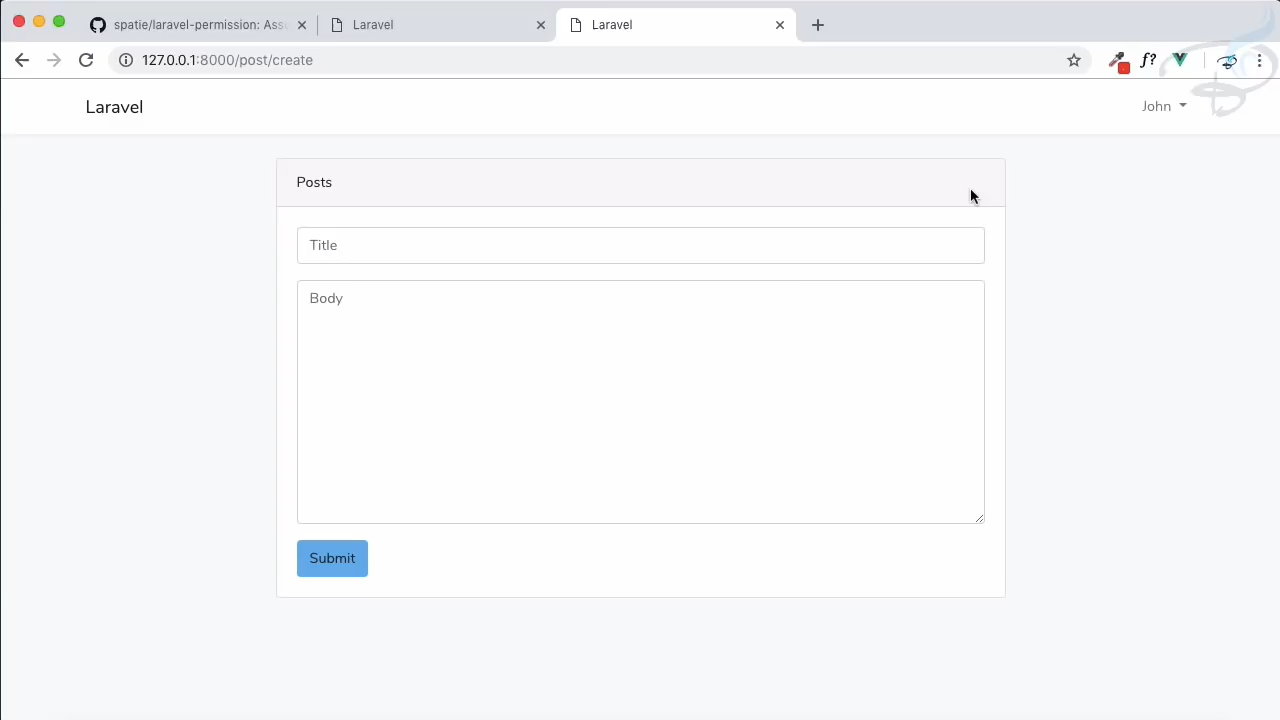 spatie/laravel-permission: Ass
Laravel
Laravel
127.0.0.1:8000/post/create
f?
Laravel
John
Posts
Title
Body
Submit